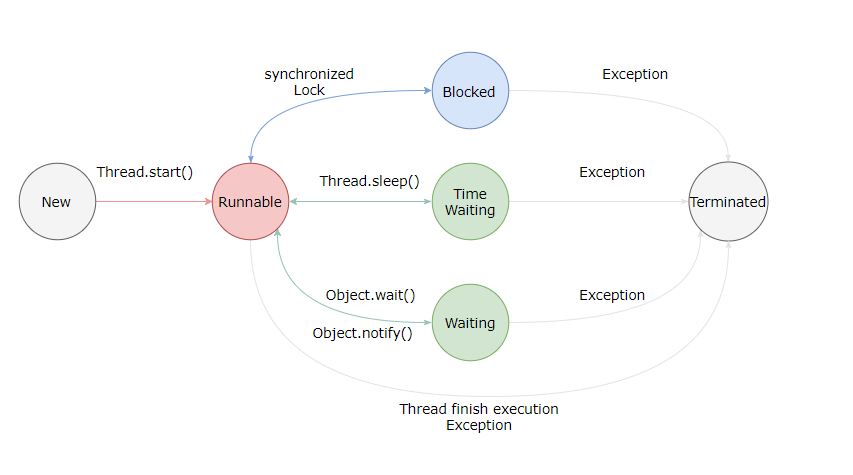 synchronized
Lock
Blocked
Exception
Thread.start()
New
Runnable
Thread.sleep()
Time
Waiting
Exception
Terminated
Object.wait()
Object.notify()
Waiting
Exception
Thread finish execution
Exception